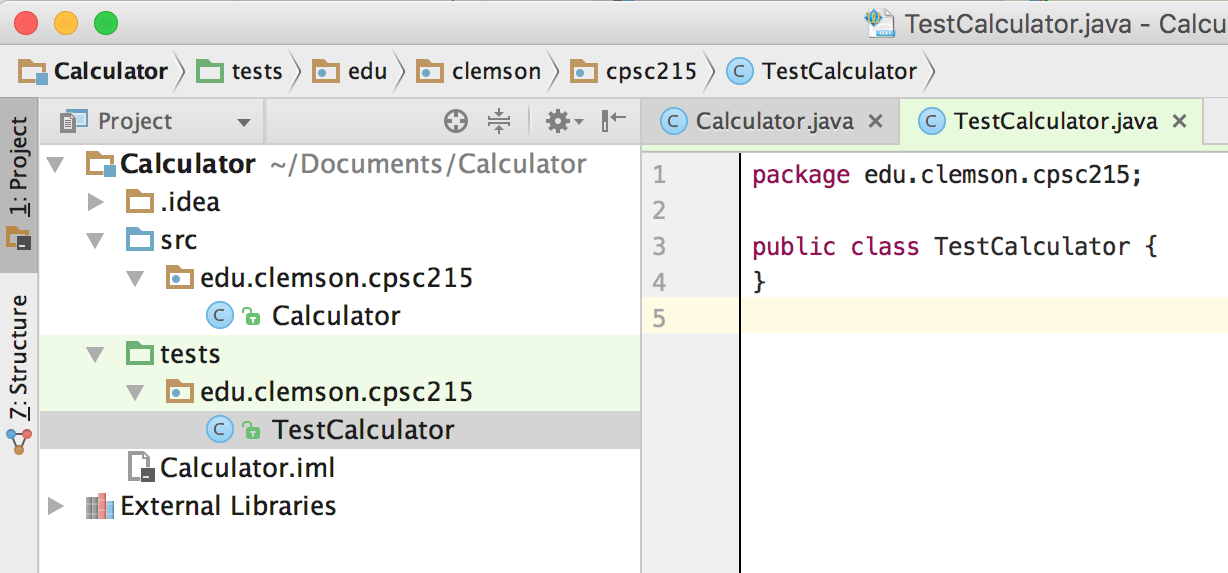 TestCalculator.java - Calcu
Calculator tests edu clemson cpsc215 TestCalculator
1: Project
7: Structure
Project
Calculator ~/Documents/Calculator
.idea
src
edu.clemson.cpsc215
Calculator
tests
edu.clemson.cpsc215
TestCalculator
Calculator.iml
External Libraries
Calculator.java TestCalculator.java
1 package edu.clemson.cpsc215;
2
3 public class TestCalculator {
4 }
5